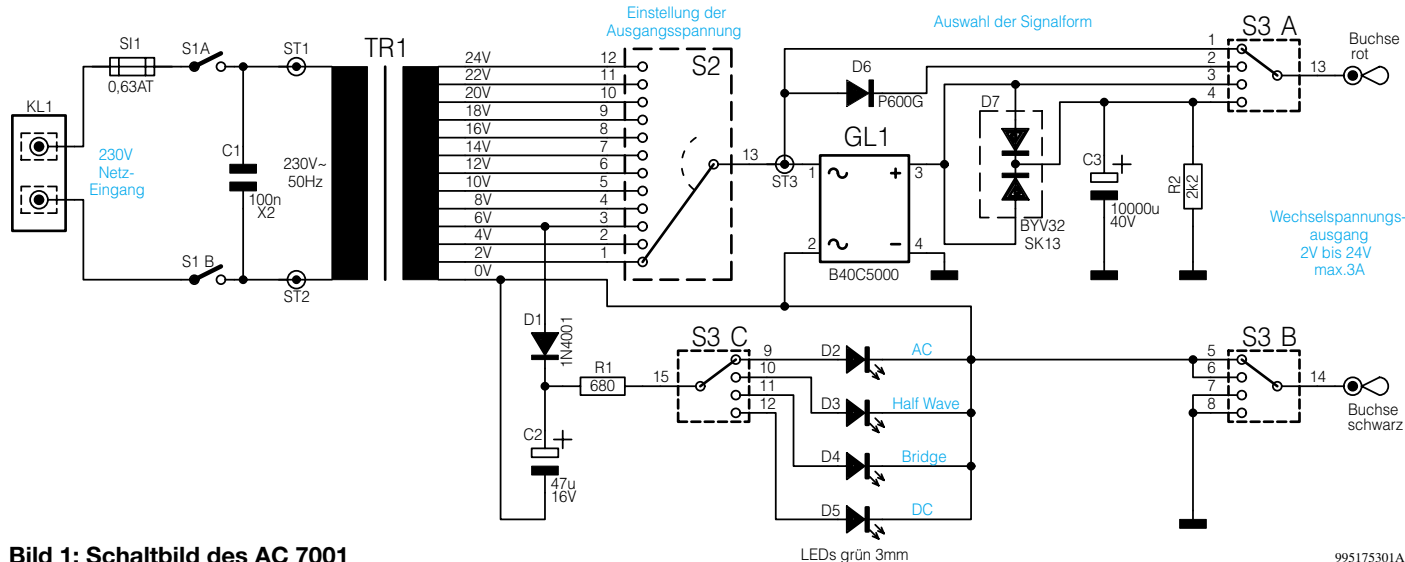 Einstellung der
Ausgangsspannung
Auswahl der Signalform
SI1
0,63AT
S1A
ST1
TR1
KL1
230V
Netz-
Eingang
C1
100n
X2
230V~
50Hz
S1 B
ST2
24V
22V
20V
18V
16V
14V
12V
10V
8V
6V
4V
2V
0V
12
11
10
9
8
7
6
5
4
3
2
1
S2
13
ST3
D6
P600G
GL1
1
2
3
4
+
–
B40C5000
D7
BYV32
SK13
C3
+
10000u
40V
R2
2k2
S3 A
1
2
3
4
13
Buchse
rot
Wechselspannungs-
ausgang
2V bis 24V
max.3A
D1
1N4001
C2
+
47u
16V
R1
680
15
S3 C
9
10
11
12
D2
AC
D3
Half Wave
D4
Bridge
D5
DC
LEDs grün 3mm
S3 B
5
6
7
8
14
Buchse
schwarz
Bild 1: Schaltbild des AC 7001
995175301A